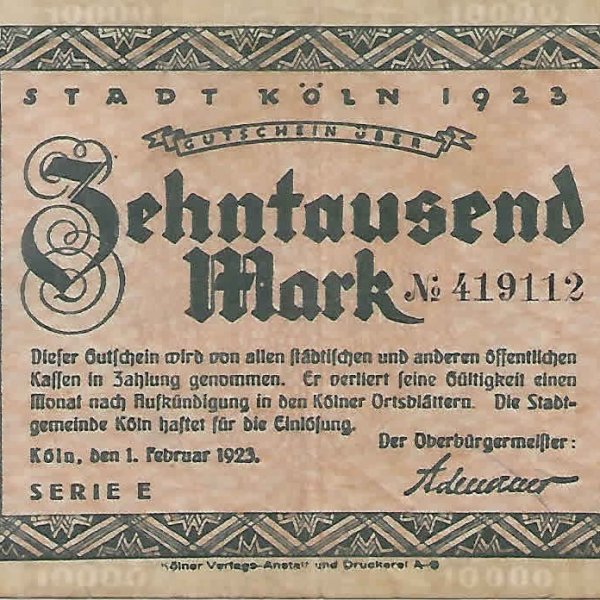 10000
STADT KÖLN 1923
GUTSCHEIN ÜBER
Zehntausend
Mark № 419112
Dieser Gutschein wird von allen städtischen und anderen öffentlichen
Kassen in Zahlung genommen. Er verliert seine Gültigkeit einen
Monat nach Aufkündigung in den Kölner Ortsblättern. Die Stadt-
gemeinde Köln haftet für die Einlösung.
Der Oberbürgermeister:
Köln, den 1. Februar 1923.
Adenauer
SERIE E
Kölner Verlags-Anstalt und Druckerei A-G
10000